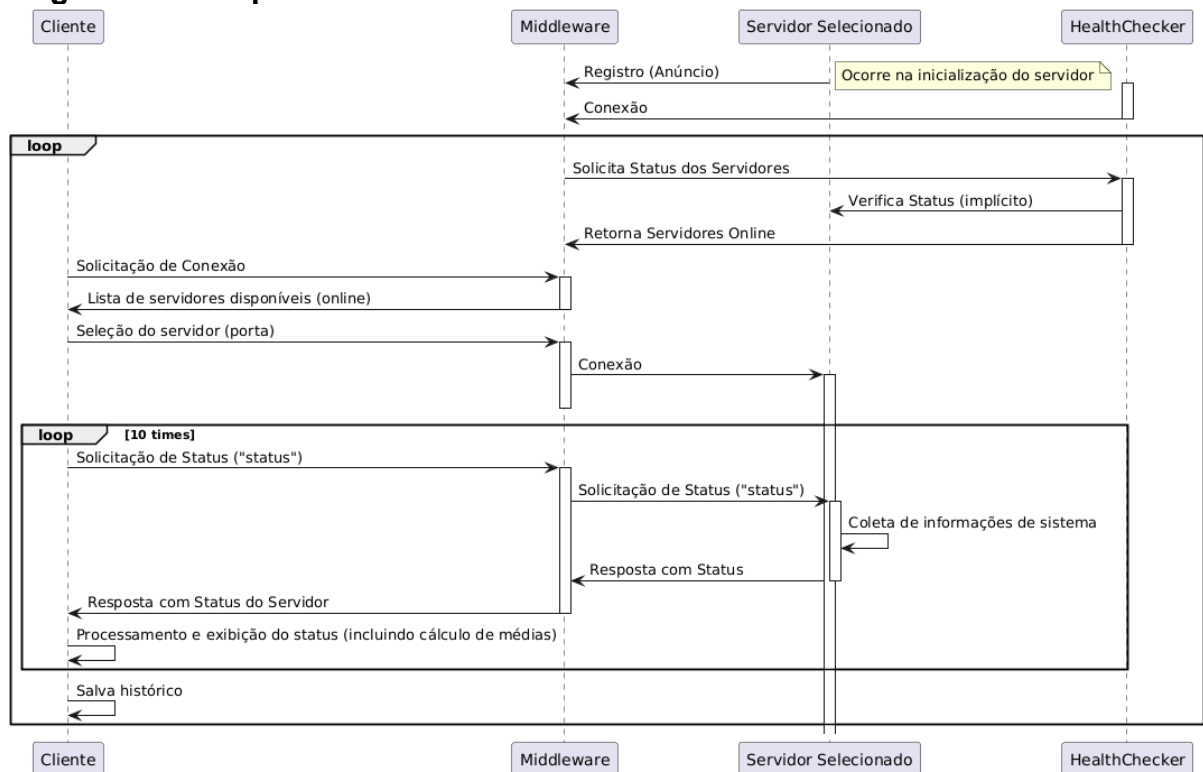 Cliente
Middleware
Servidor Selecionado
HealthChecker
Registro (Anúncio)
Ocorre na inicialização do servidor
Conexão
loop
Solicita Status dos Servidores
Verifica Status (implícito)
Retorna Servidores Online
Solicitação de Conexão
Lista de servidores disponíveis (online)
Seleção do servidor (porta)
Conexão
loop [10 times]
Solicitação de Status ("status")
Solicitação de Status ("status")
Coleta de informações de sistema
Resposta com Status
Resposta com Status do Servidor
Processamento e exibição do status (incluindo cálculo de médias)
Salva histórico
Cliente
Middleware
Servidor Selecionado
HealthChecker